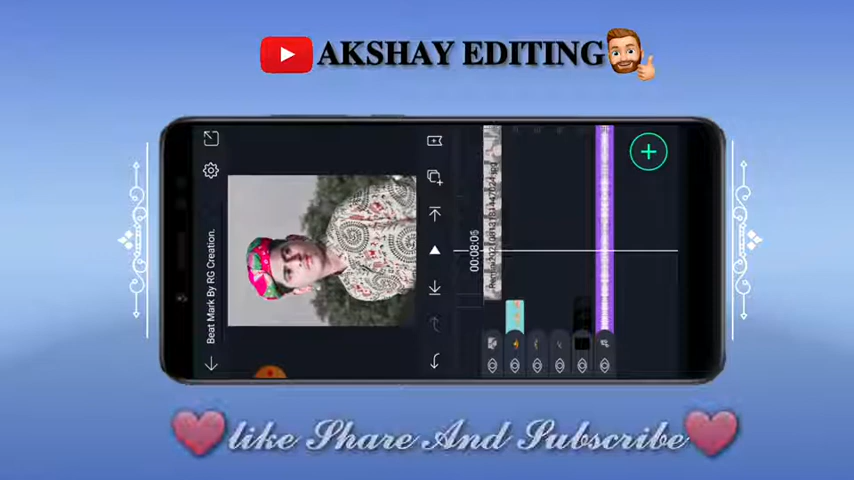 AKSHAY EDITING
Beat Mark By RG Creation.
00:08:05
like Share And Subscribe